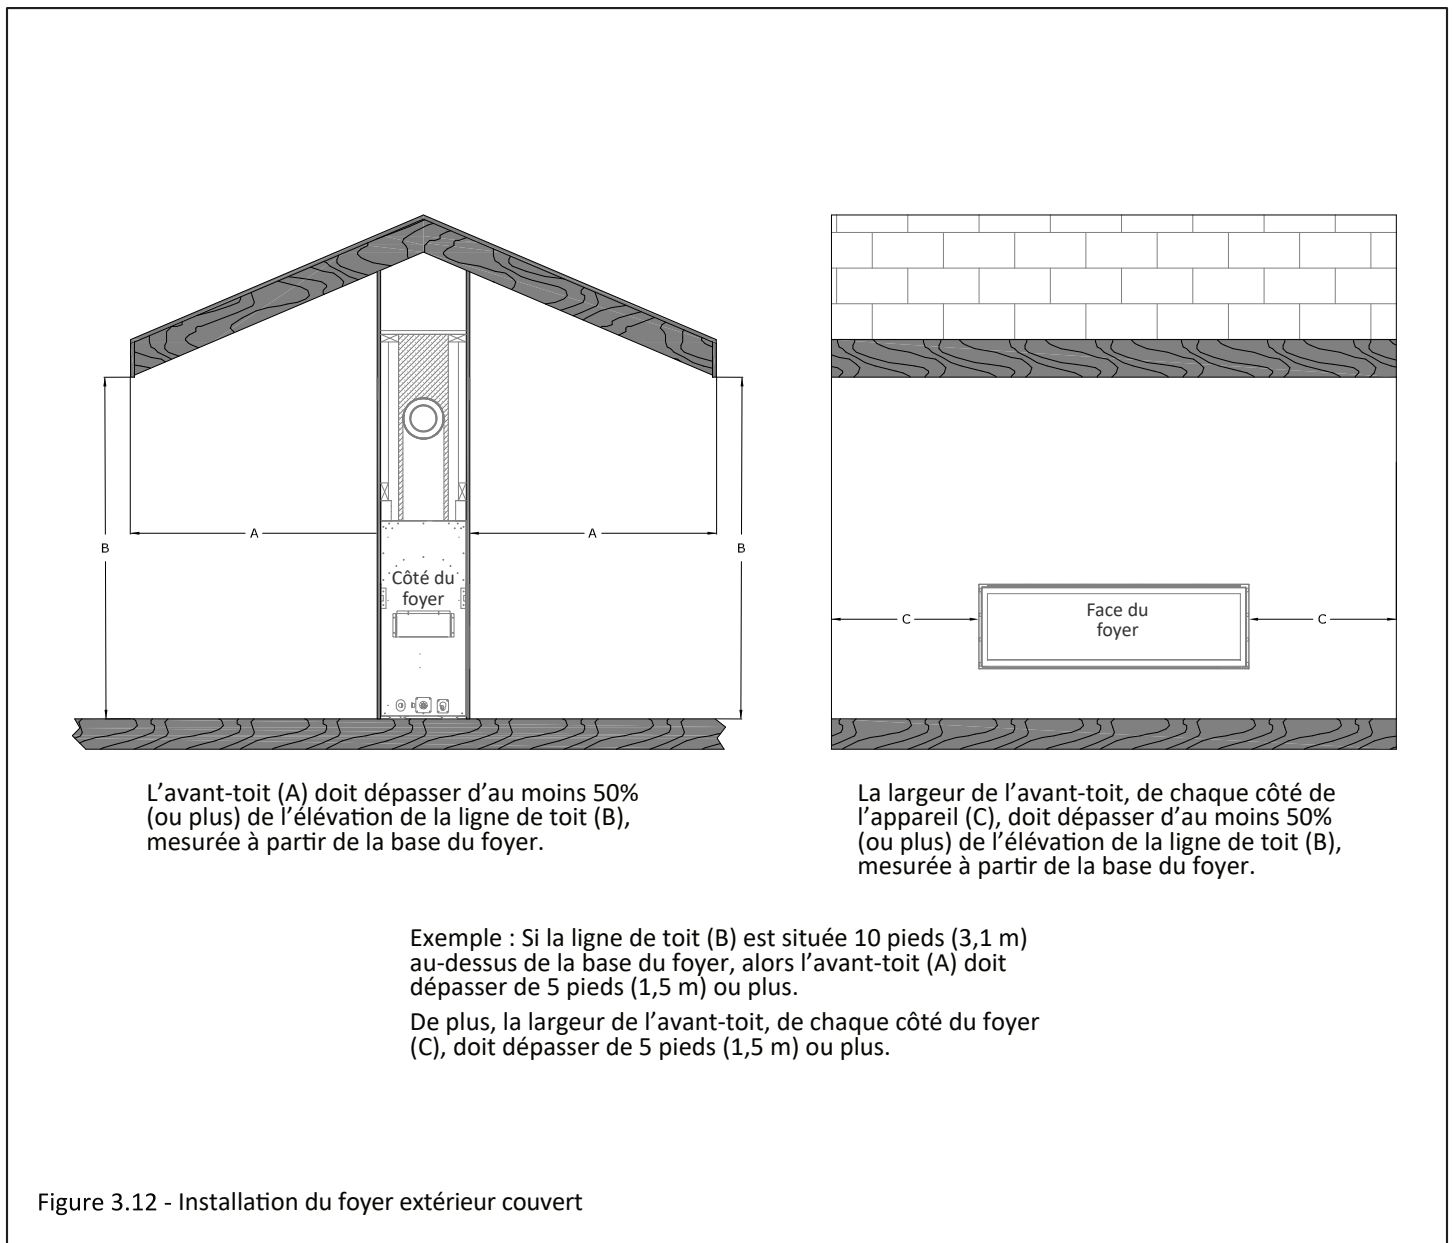 A
A
B
B
Côté du
foyer
C
C
Face du
foyer
L’avant-toit (A) doit dépasser d’au moins 50%
(ou plus) de l’élévation de la ligne de toit (B),
mesurée à partir de la base du foyer.
La largeur de l’avant-toit, de chaque côté de
l’appareil (C), doit dépasser d’au moins 50%
(ou plus) de l’élévation de la ligne de toit (B),
mesurée à partir de la base du foyer.
Exemple : Si la ligne de toit (B) est située 10 pieds (3,1 m)
au-dessus de la base du foyer, alors l’avant-toit (A) doit
dépasser de 5 pieds (1,5 m) ou plus.
De plus, la largeur de l’avant-toit, de chaque côté du foyer
(C), doit dépasser de 5 pieds (1,5 m) ou plus.
Figure 3.12 - Installation du foyer extérieur couvert